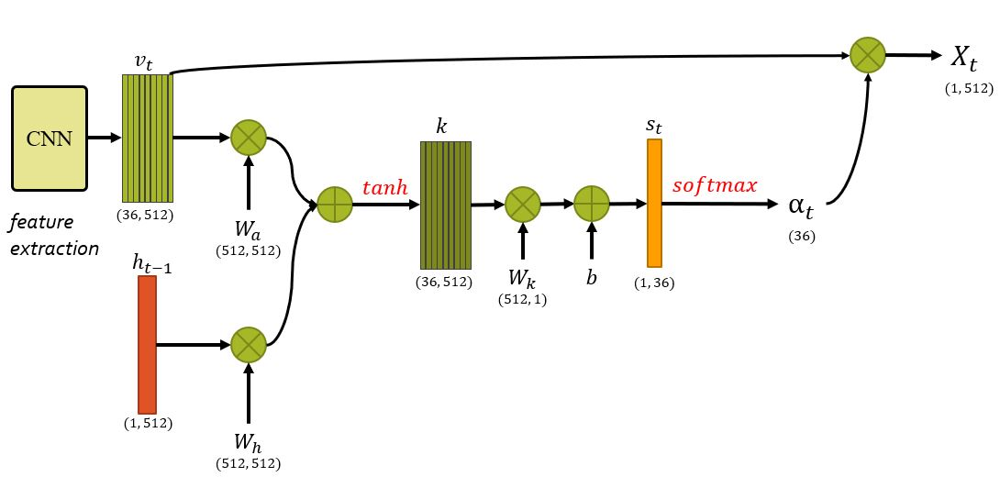 CNN
feature
extraction
v_t
(36, 512)
W_a
(512, 512)
h_{t−1}
(1, 512)
W_h
(512, 512)
tanh
k
(36, 512)
W_k
(512, 1)
b
s_t
(1, 36)
softmax
α_t
(36)
X_t
(1, 512)